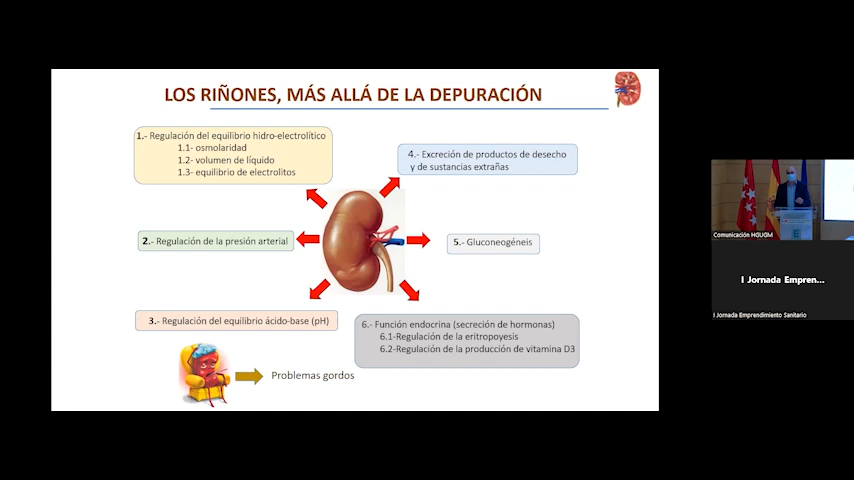 LOS RIÑONES, MÁS ALLÁ DE LA DEPURACIÓN
1.- Regulación del equilibrio hidro-electrolítico
1.1- osmolaridad
1.2- volumen de líquido
1.3- equilibrio de electrolitos
4.- Excreción de productos de desecho
y de sustancias extrañas
2.- Regulación de la presión arterial
5.- Gluconeogéneis
3.- Regulación del equilibrio ácido-base (pH)
6.- Función endocrina (secreción de hormonas)
6.1-Regulación de la eritropoyesis
6.2-Regulación de la producción de vitamina D3
Problemas gordos
Comunicación HGUGM
I Jornada Empren...
I Jornada Emprendimiento Sanitario